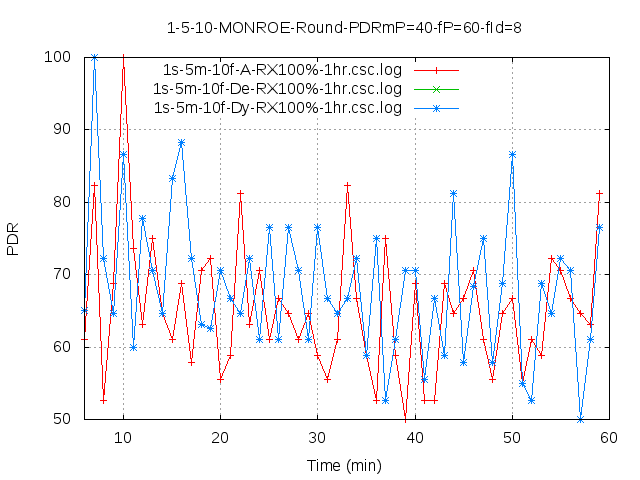 1-5-10-MONROE-Round-PDRmP=40-fP=60-fId=8
1s-5m-10f-A-RX100%-1hr.csc.log
1s-5m-10f-De-RX100%-1hr.csc.log
1s-5m-10f-Dy-RX100%-1hr.csc.log
100
90
80
70
60
50
PDR
10 20 30 40 50 60
Time (min)